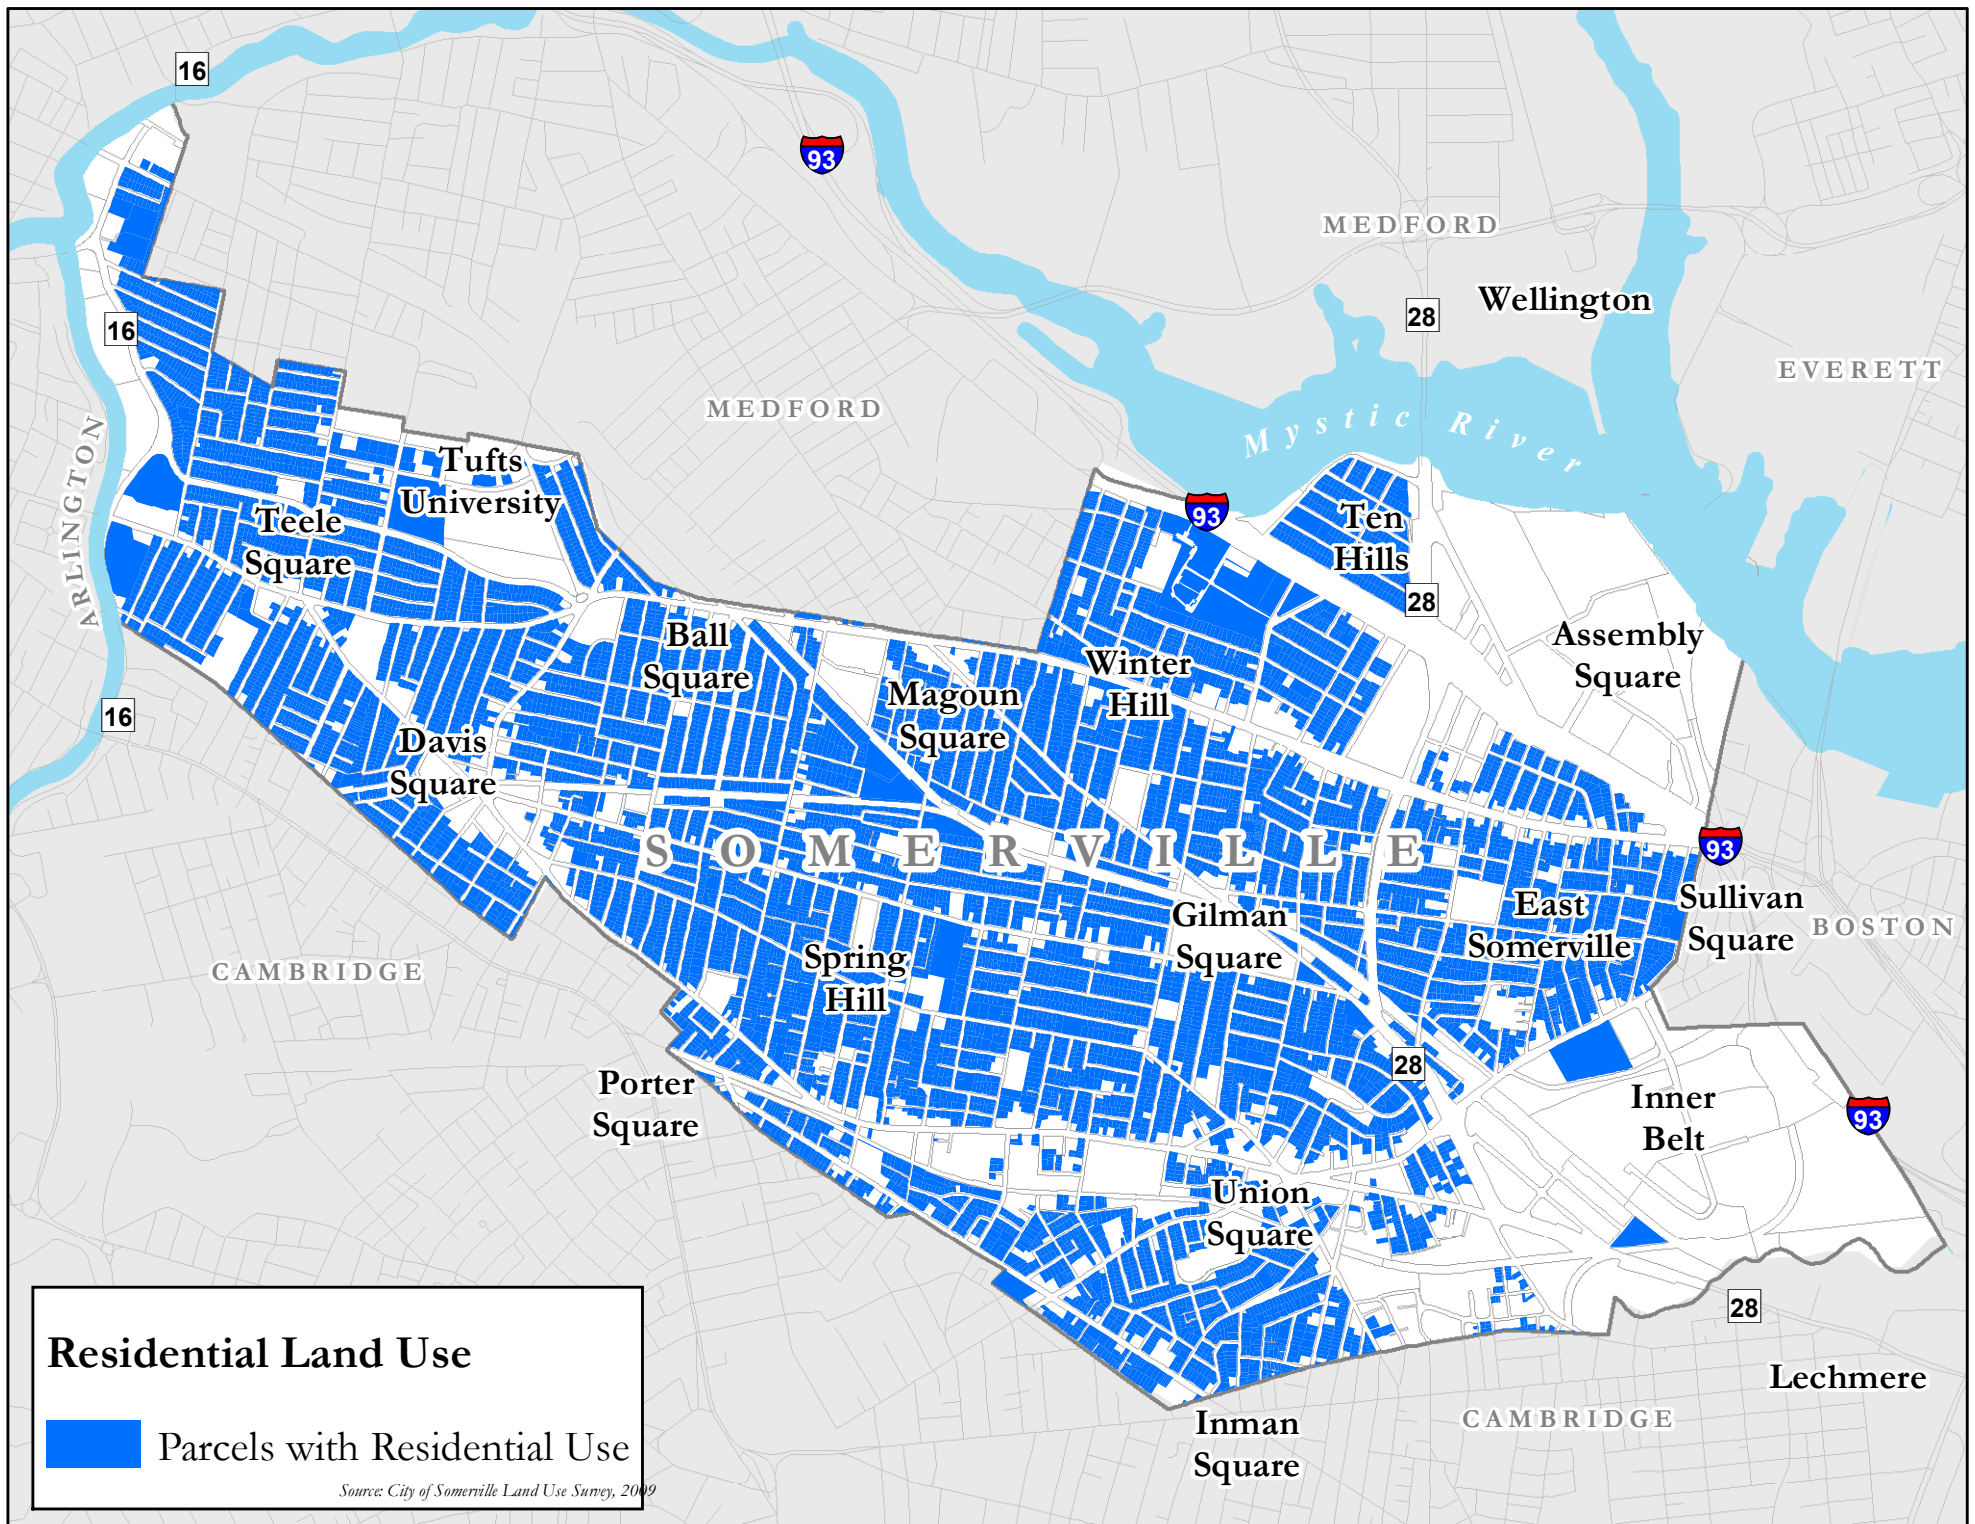 16
93
MEDFORD
Wellington
28
16
EVERETT
MEDFORD
Mystic River
ARLINGTON
Tufts
University
93
Ten
Hills
Teele
Square
28
Assembly
Square
Ball
Square
Winter
Hill
Magoun
Square
16
Davis
Square
SOMERVILLE
93
East
Somerville
Sullivan
Square
BOSTON
Gilman
Square
Spring
Hill
CAMBRIDGE
28
Porter
Square
Inner
Belt
93
Union
Square
28
Lechmere
CAMBRIDGE
Inman
Square
Residential Land Use
Parcels with Residential Use
Source: City of Somerville Land Use Survey, 2009